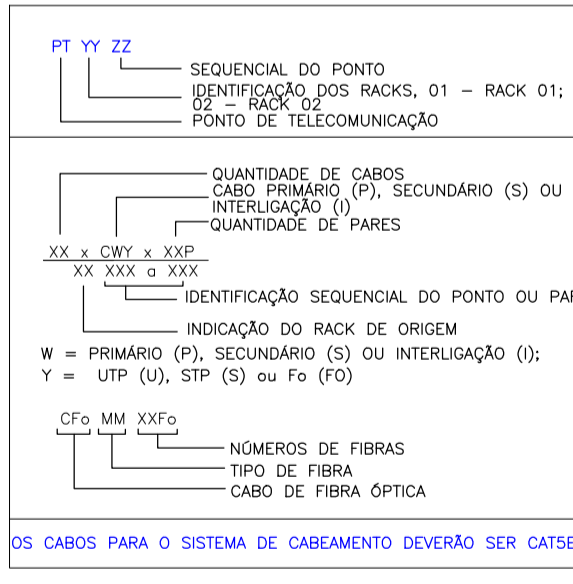 PT YY ZZ
SEQUENCIAL DO PONTO
IDENTIFICAÇÃO DOS RACKS, 01 – RACK 01;
02 – RACK 02
PONTO DE TELECOMUNICAÇÃO
QUANTIDADE DE CABOS
CABO PRIMÁRIO (P), SECUNDÁRIO (S) OU
INTERLIGAÇÃO (I)
QUANTIDADE DE PARES
XX x CWY x XXP
XX XXX a XXX
IDENTIFICAÇÃO SEQUENCIAL DO PONTO OU PAR
INDICAÇÃO DO RACK DE ORIGEM
W = PRIMÁRIO (P), SECUNDÁRIO (S) OU INTERLIGAÇÃO (I);
Y = UTP (U), STP (S) ou Fo (FO)
CFo MM XXFo
NÚMEROS DE FIBRAS
TIPO DE FIBRA
CABO DE FIBRA ÓPTICA
OS CABOS PARA O SISTEMA DE CABEAMENTO DEVERÃO SER CAT5E